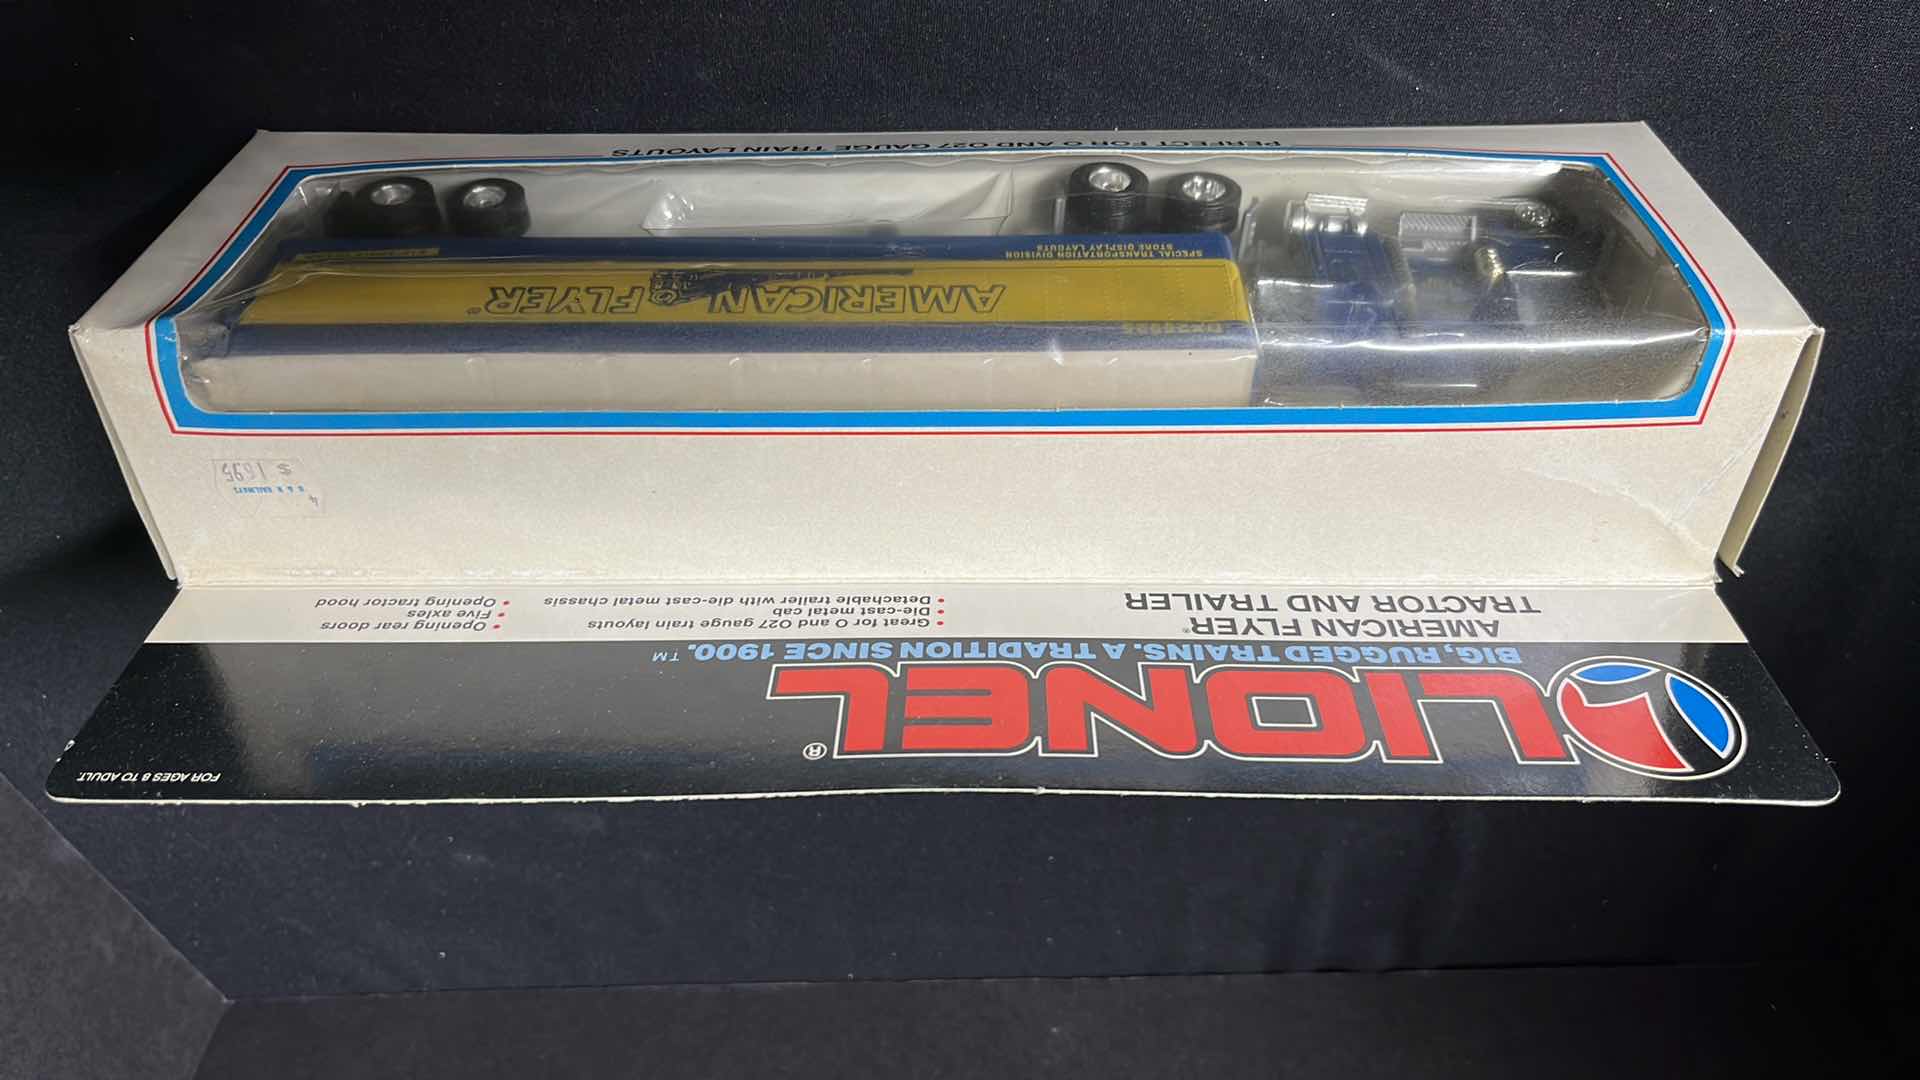 FOR AGES 8 TO ADULT.
LIONEL®
BIG, RUGGED TRAINS. A TRADITION SINCE 1900.™
AMERICAN FLYER®
TRACTOR AND TRAILER
• Great for O and O27 gauge train layouts
• Die-cast metal cab
• Detachable trailer with die-cast metal chassis
• Opening rear doors
• Five axles
• Opening tractor hood
4
$ 1695
AMERICAN FLYER®
STORE DISPLAY LAYOUTS
SPECIAL TRANSPORTATION DIVISION
PERFECT FOR O AND O27 GAUGE TRAIN LAYOUTS